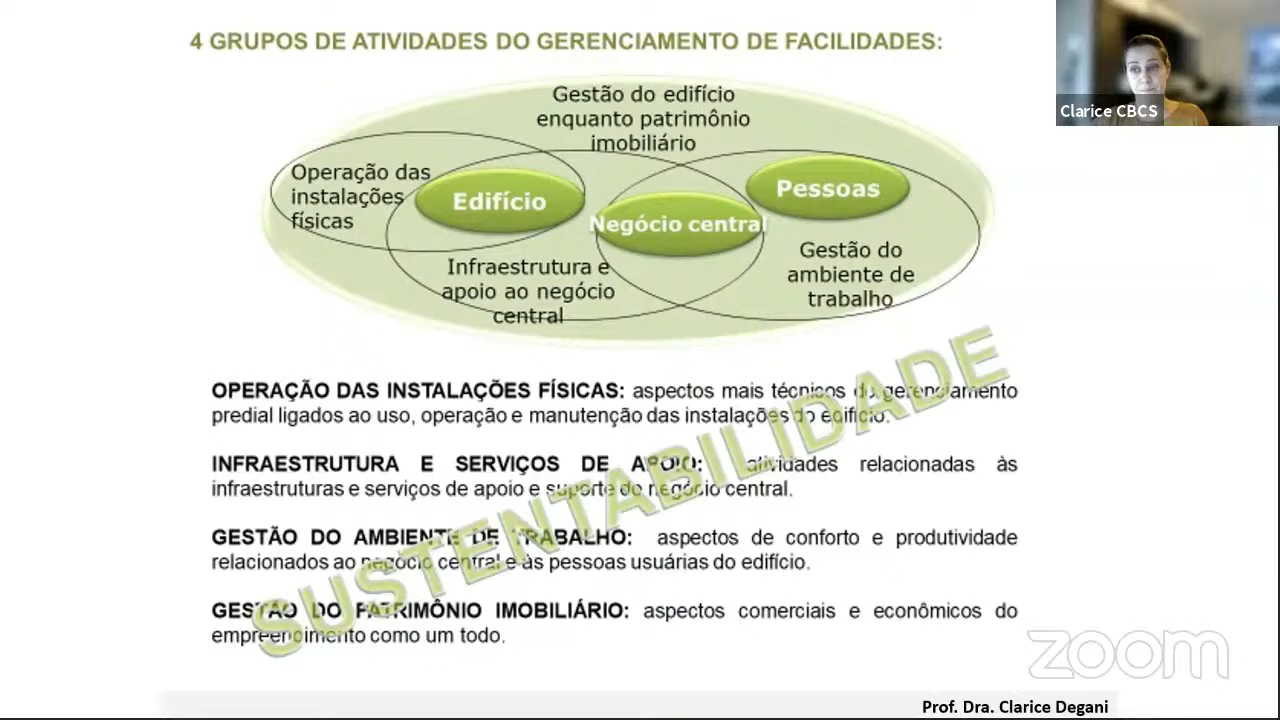 4 GRUPOS DE ATIVIDADES DO GERENCIAMENTO DE FACILIDADES:
Clarice CBCS
Gestão do edifício
enquanto patrimônio
imobiliário
Operação das
instalações
físicas
Edifício
Negócio central
Pessoas
Infraestrutura e
apoio ao negócio
central
Gestão do
ambiente de
trabalho
OPERAÇÃO DAS INSTALAÇÕES FÍSICAS: aspectos mais técnicos do gerenciamento
predial ligados ao uso, operação e manutenção das instalações do edifício.
INFRAESTRUTURA E SERVIÇOS DE APOIO: atividades relacionadas às
infraestruturas e serviços de apoio e suporte do negócio central.
GESTÃO DO AMBIENTE DE TRABALHO: aspectos de conforto e produtividade
relacionados ao negócio central e às pessoas usuárias do edifício.
GESTÃO DO PATRIMÔNIO IMOBILIÁRIO: aspectos comerciais e econômicos do
empreendimento como um todo.
SUSTENTABILIDADE
zoom
Prof. Dra. Clarice Degani